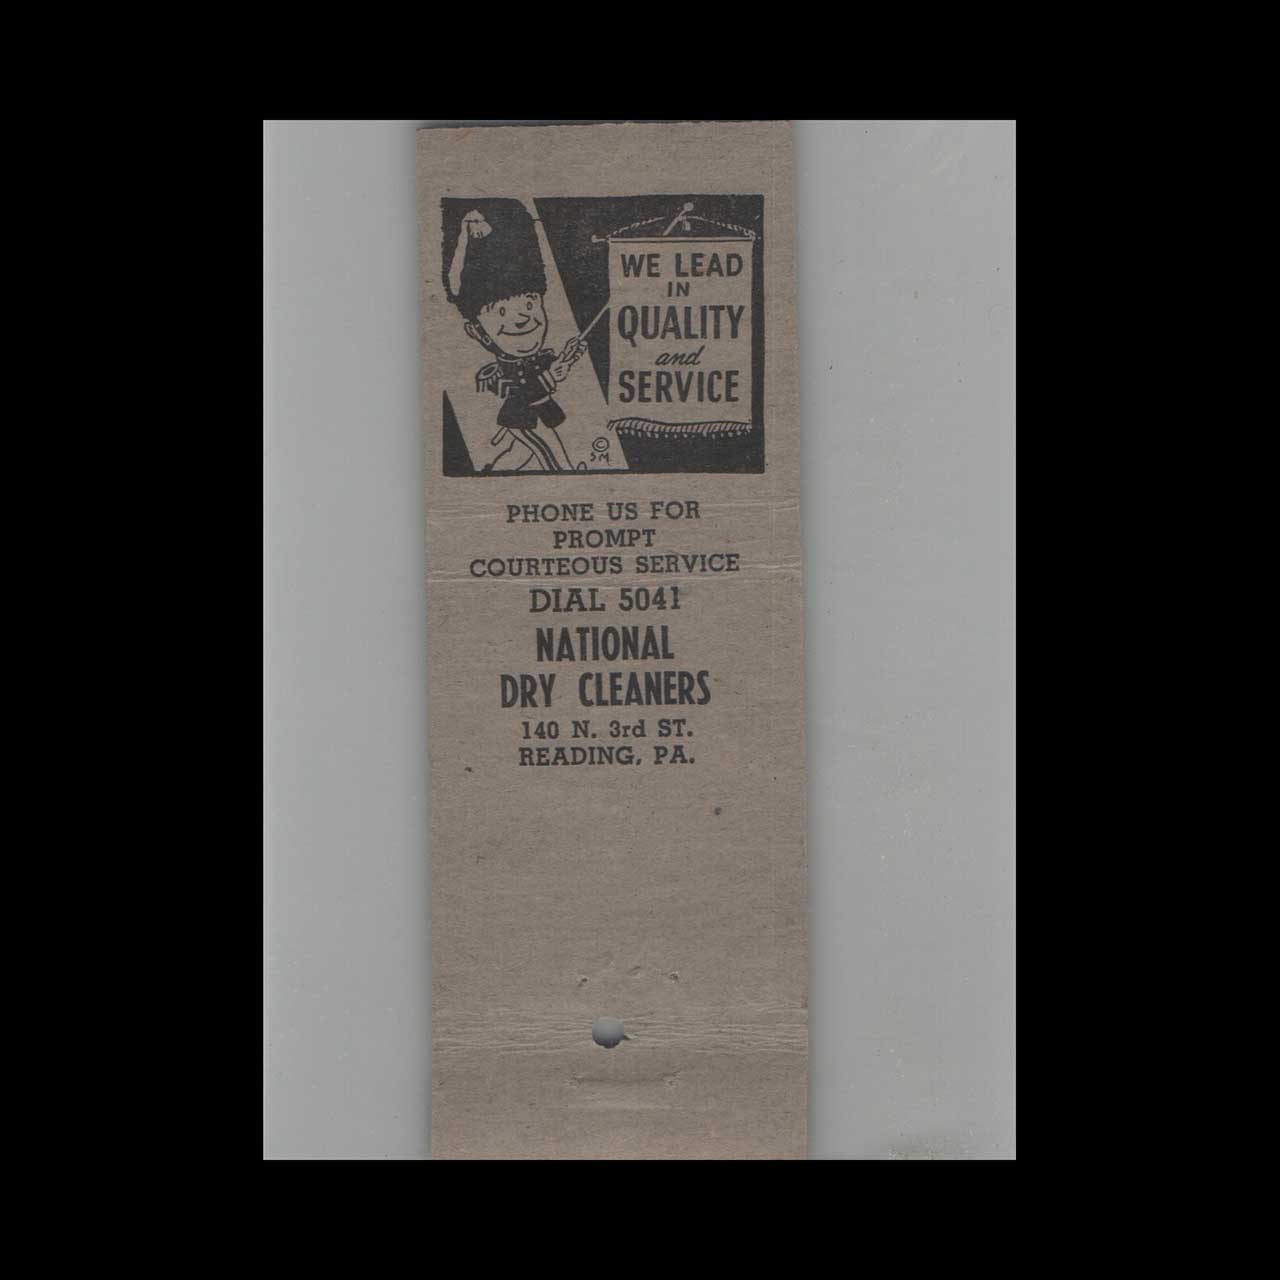 WE LEAD
IN
QUALITY
and
SERVICE
©
SM
PHONE US FOR
PROMPT
COURTEOUS SERVICE
DIAL 5041
NATIONAL
DRY CLEANERS
140 N. 3rd ST.
READING, PA.